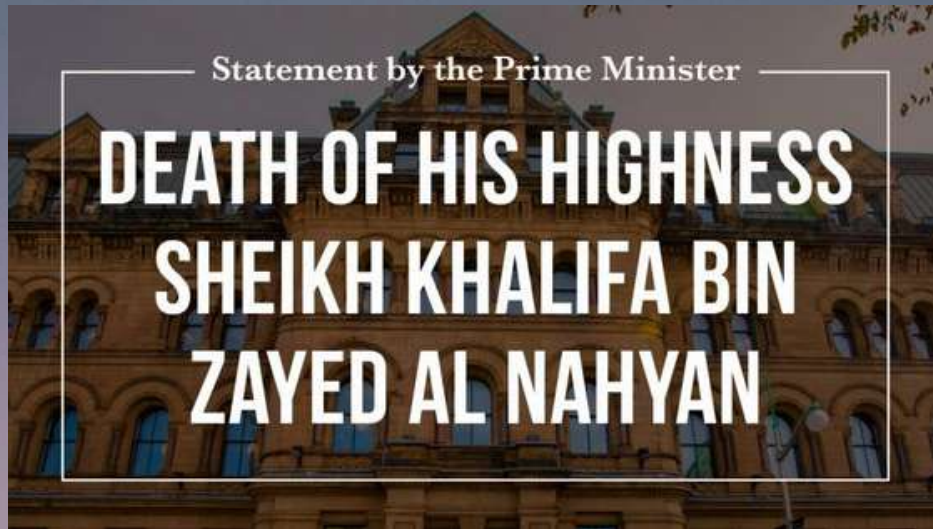 Statement by the Prime Minister
DEATH OF HIS HIGHNESS
SHEIKH KHALIFA BIN
ZAYED AL NAHYAN